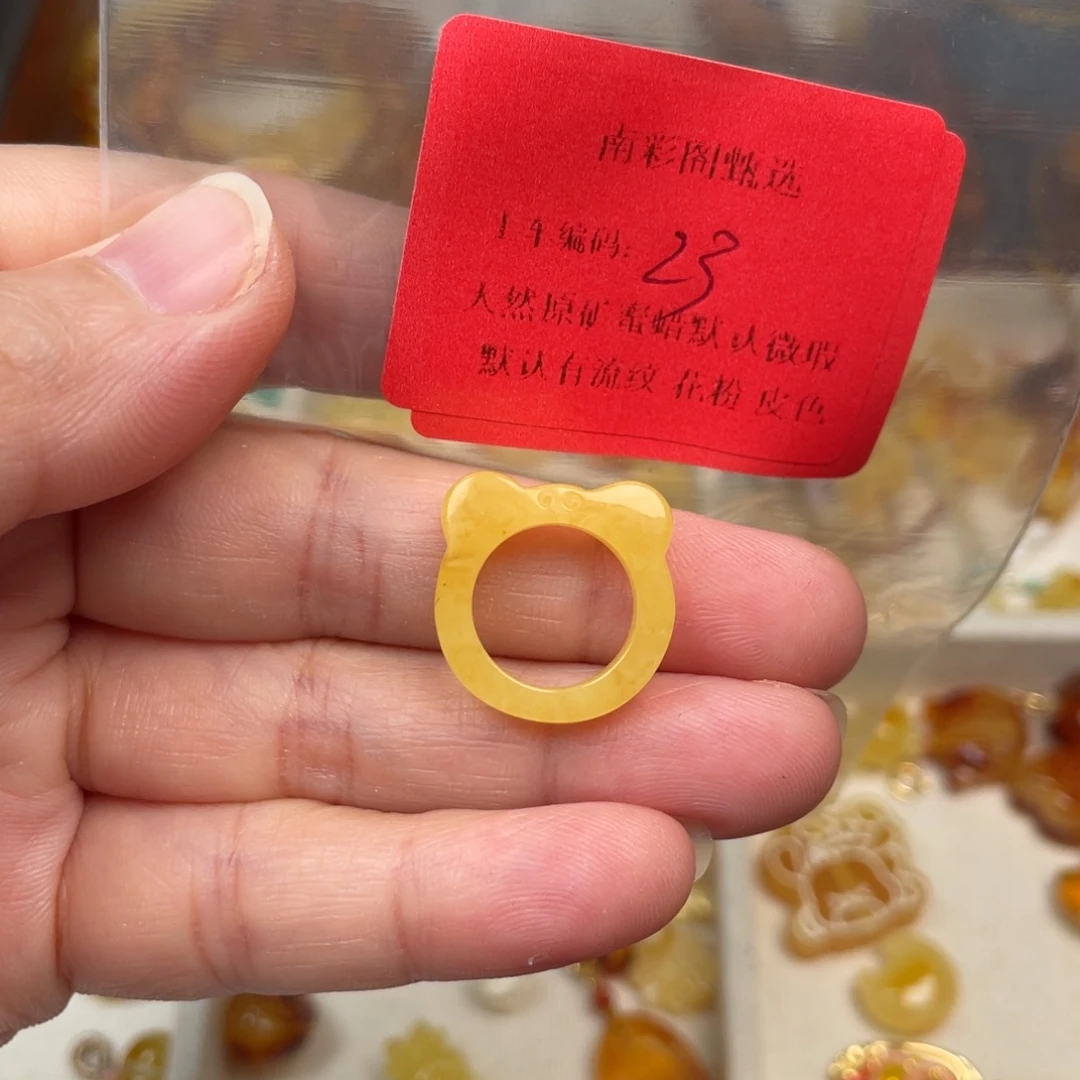 南彩阁甄选
上车编码: 23
天然原矿蜜蜡默认微瑕
默认有流纹 花粉 皮色